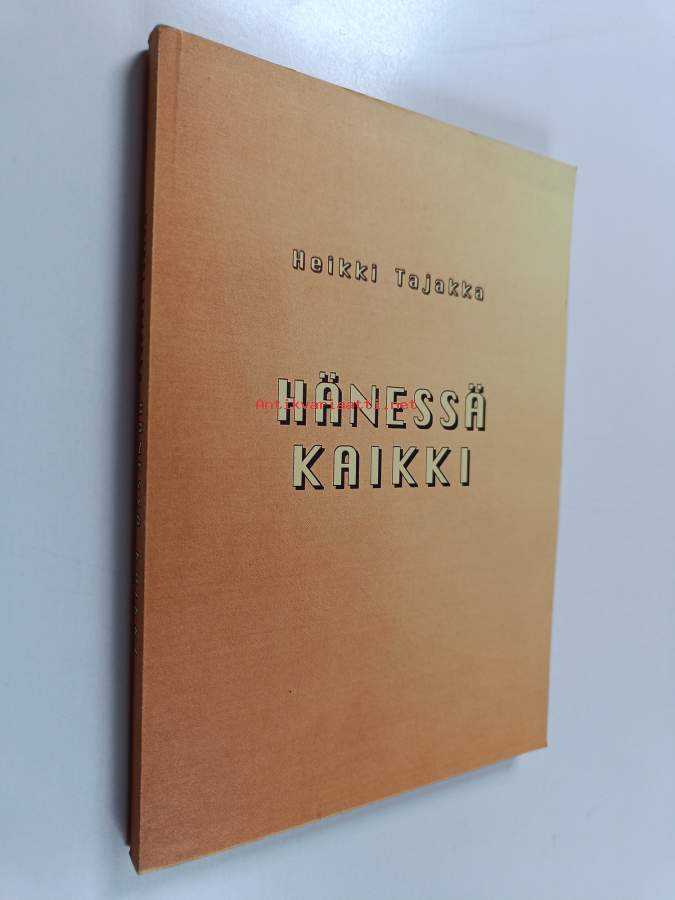 Heikki Tajakka
HÄNESSÄ
Antikvariaatti.net
KAIKKI